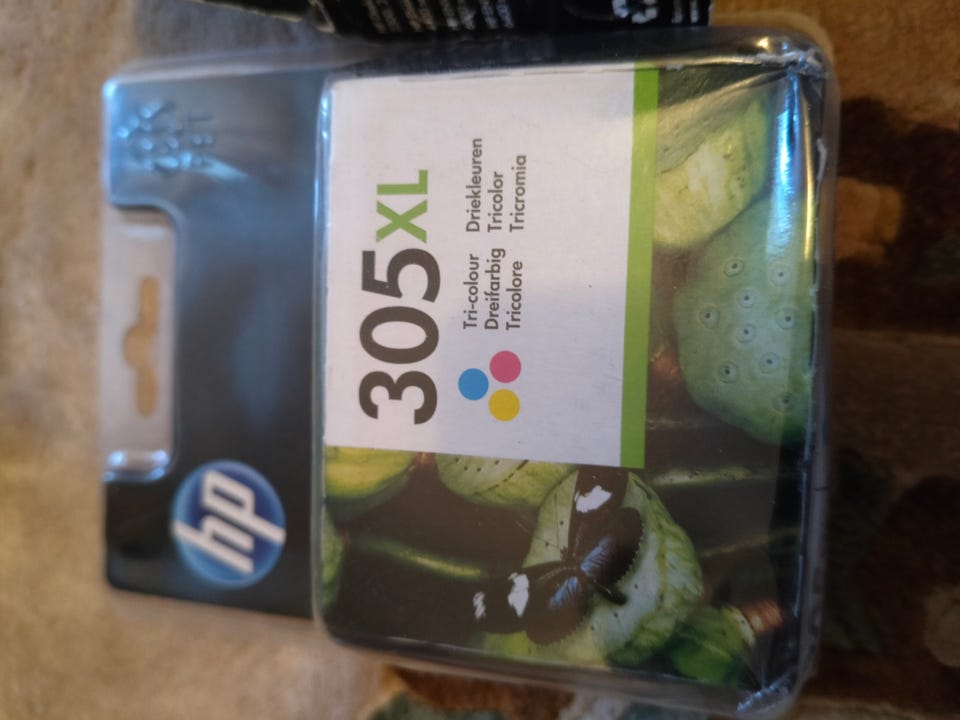 hp
305XL
Tri-colour Driekleuren
Dreifarbig Tricolor
Tricolore Tricromia